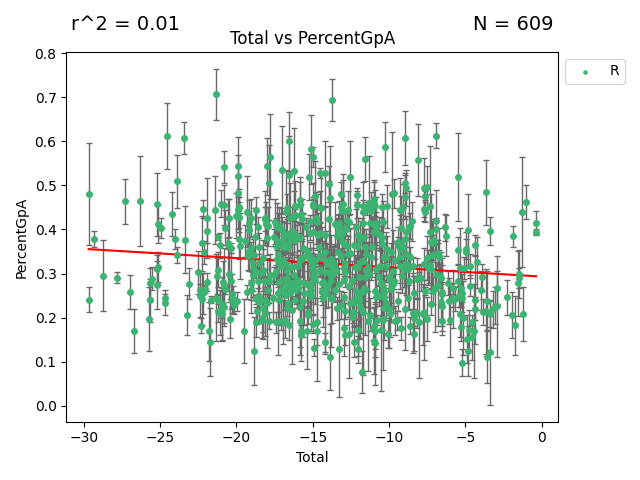 r^2 = 0.01
N = 609
Total vs PercentGpA
R
PercentGpA
0.8
0.7
0.6
0.5
0.4
0.3
0.2
0.1
0.0
−30 −25 −20 −15 −10 −5 0
Total